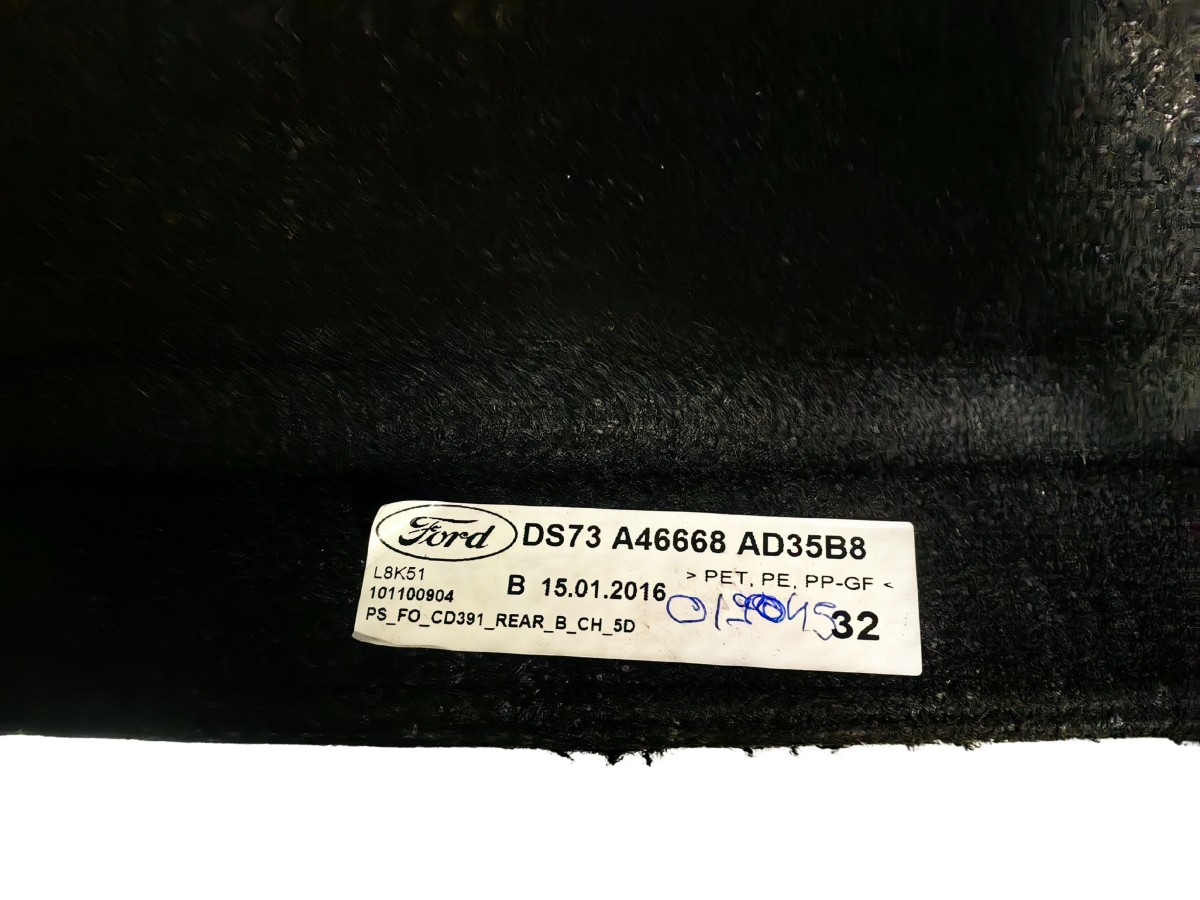 Ford DS73 A46668 AD35B8
L8K51 > PET, PE, PP-GF <
101100904 B 15.01.2016
PS_FO_CD391_REAR_B_CH_5D 32